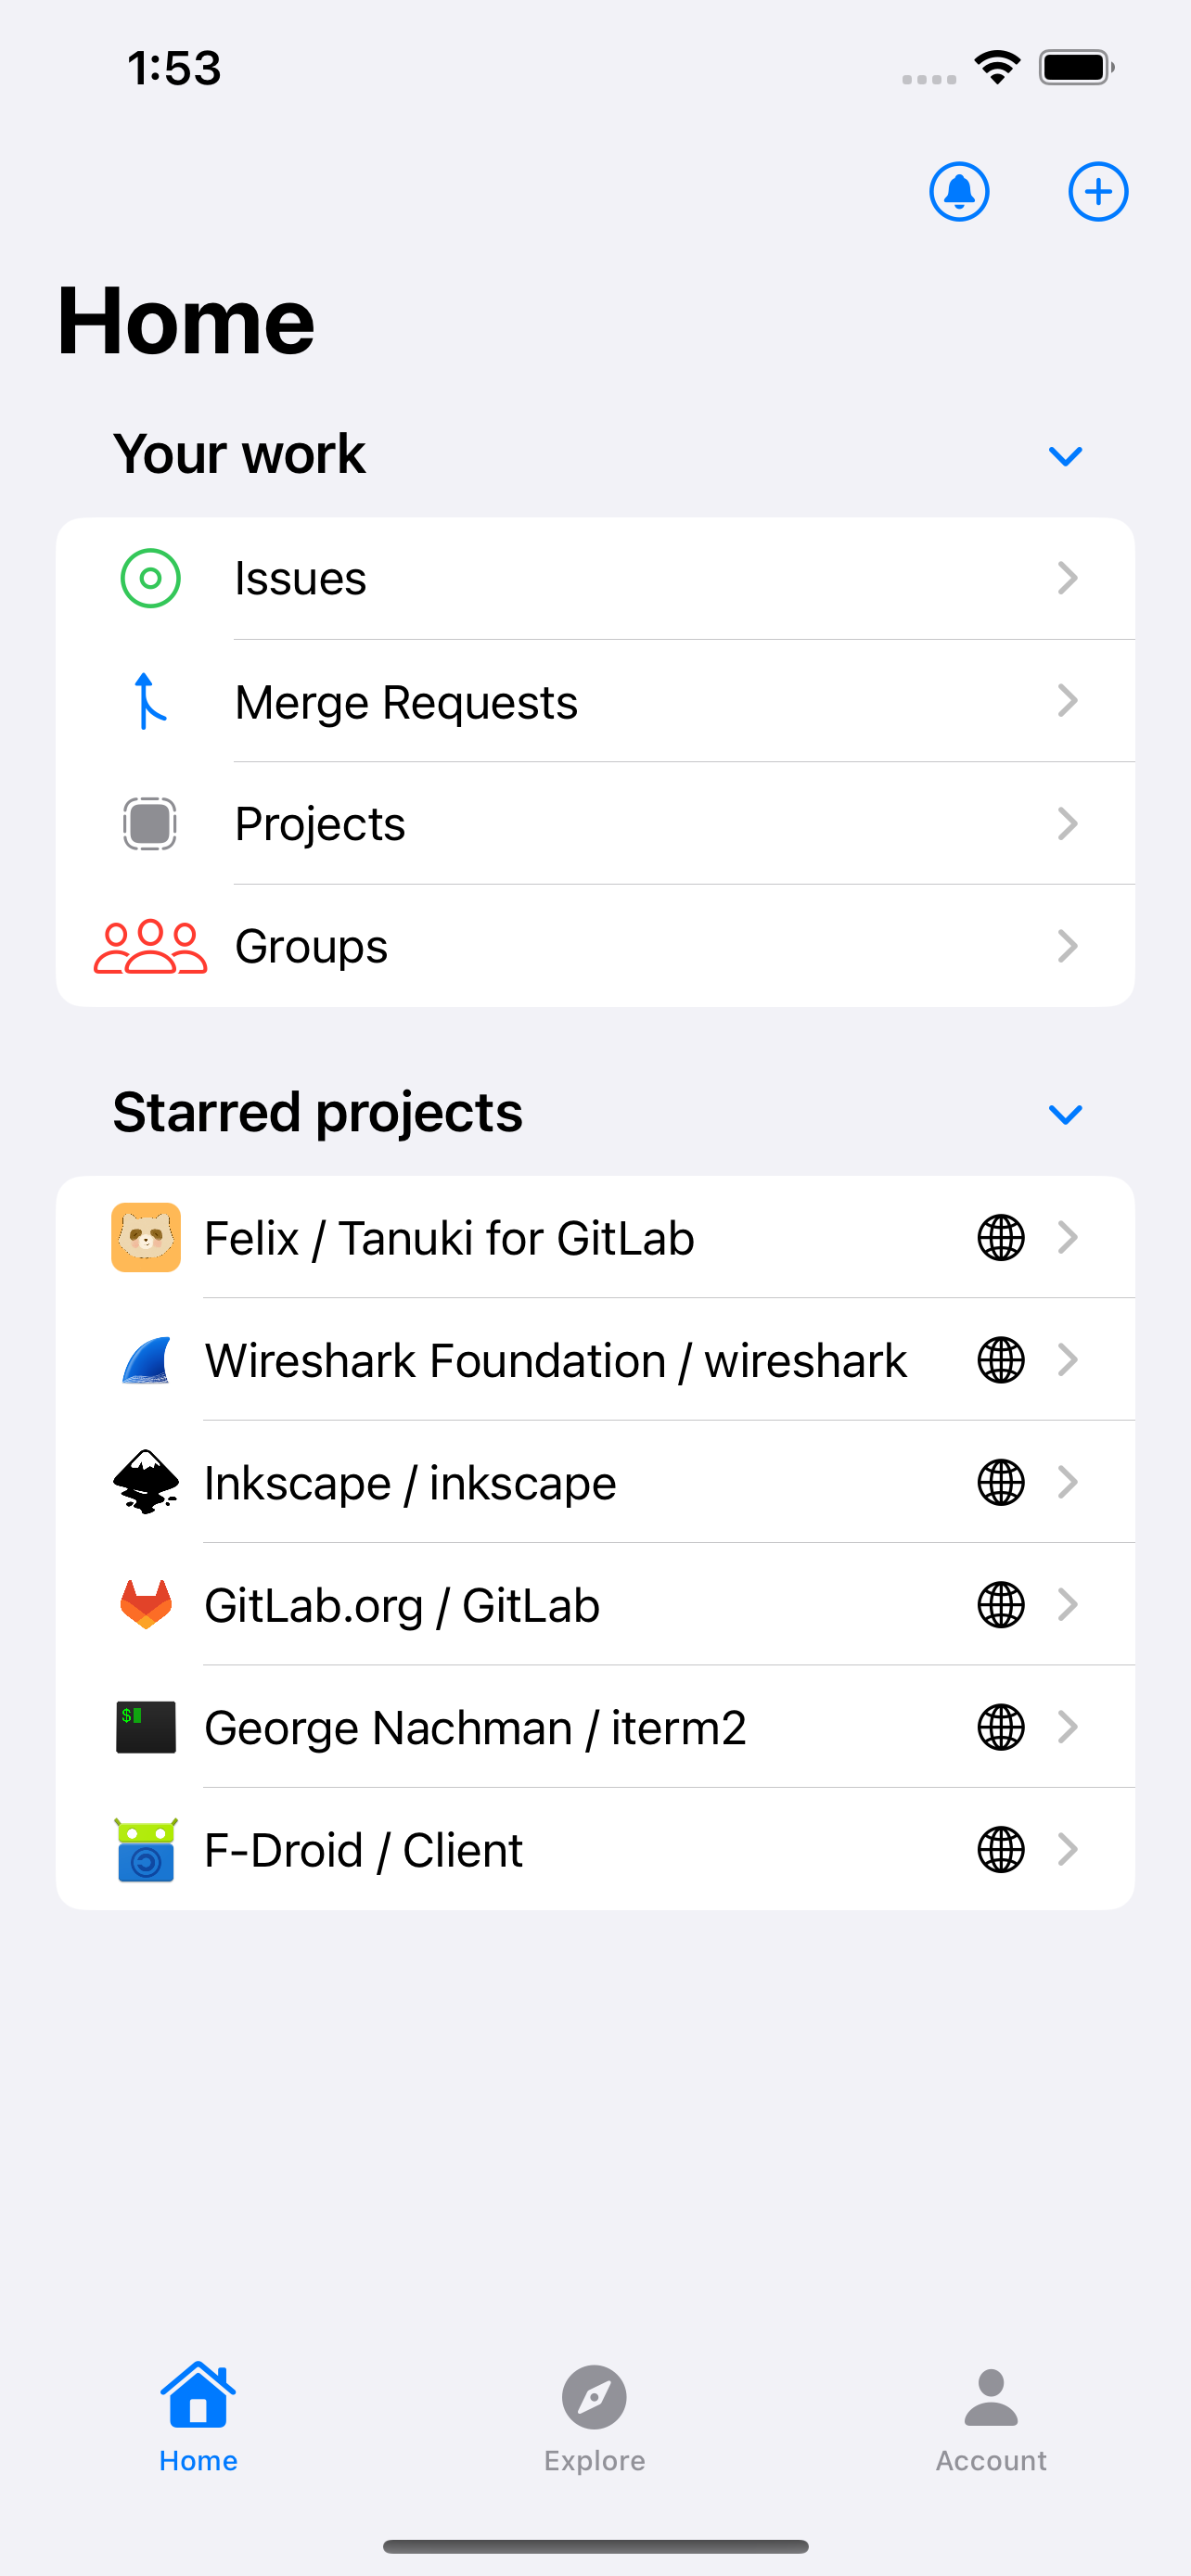 1:53
Home
Your work
Issues
Merge Requests
Projects
Groups
Starred projects
Felix / Tanuki for GitLab
Wireshark Foundation / wireshark
Inkscape / inkscape
GitLab.org / GitLab
$
George Nachman / iterm2
F-Droid / Client
Home
Explore
Account